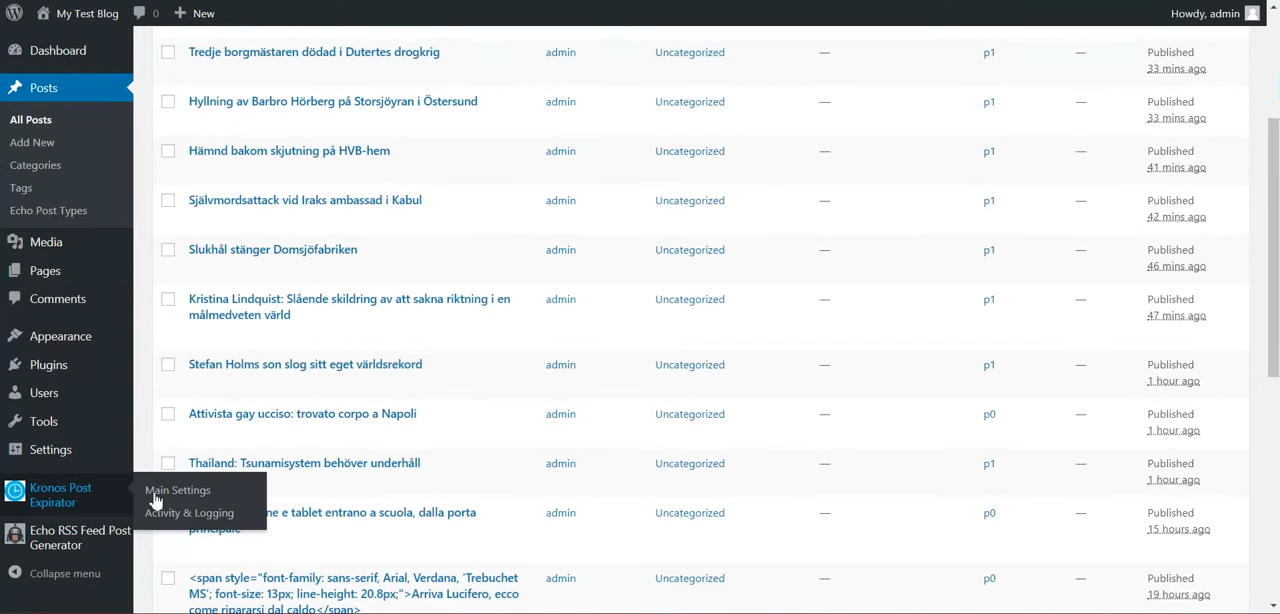 My Test Blog 0 New Howdy, admin
Dashboard
Posts
All Posts
Add New
Categories
Tags
Echo Post Types
Media
Pages
Comments
Appearance
Plugins
Users
Tools
Settings
Kronos Post
Expirator
Echo RSS Feed Post
Generator
Collapse menu
Main Settings
Activity & Logging
Tredje borgmästaren dödad i Dutertes drogkrig admin Uncategorized — p1 — Published
33 mins ago
Hyllning av Barbro Hörberg på Storsjöyran i Östersund admin Uncategorized — p1 — Published
33 mins ago
Hämnd bakom skjutning på HVB-hem admin Uncategorized — p1 — Published
41 mins ago
Självmordsattack vid Iraks ambassad i Kabul admin Uncategorized — p1 — Published
42 mins ago
Slukhål stänger Domsjöfabriken admin Uncategorized — p1 — Published
46 mins ago
Kristina Lindquist: Slående skildring av att sakna riktning i en admin Uncategorized — p1 — Published
målmedveten värld 47 mins ago
Stefan Holms son slog sitt eget världsrekord admin Uncategorized — p1 — Published
1 hour ago
Attivista gay ucciso: trovato corpo a Napoli admin Uncategorized — p0 — Published
1 hour ago
Thailand: Tsunamisystem behöver underhåll admin Uncategorized — p1 — Published
1 hour ago
ne e tablet entrano a scuola, dalla porta admin Uncategorized — p0 — Published
principale 15 hours ago
<span style="font-family: sans-serif, Arial, Verdana, 'Trebuchet admin Uncategorized — p0 — Published
MS'; font-size: 13px; line-height: 20.8px;">Arriva Lucifero, ecco 19 hours ago
come ripararsi dal caldo</span>